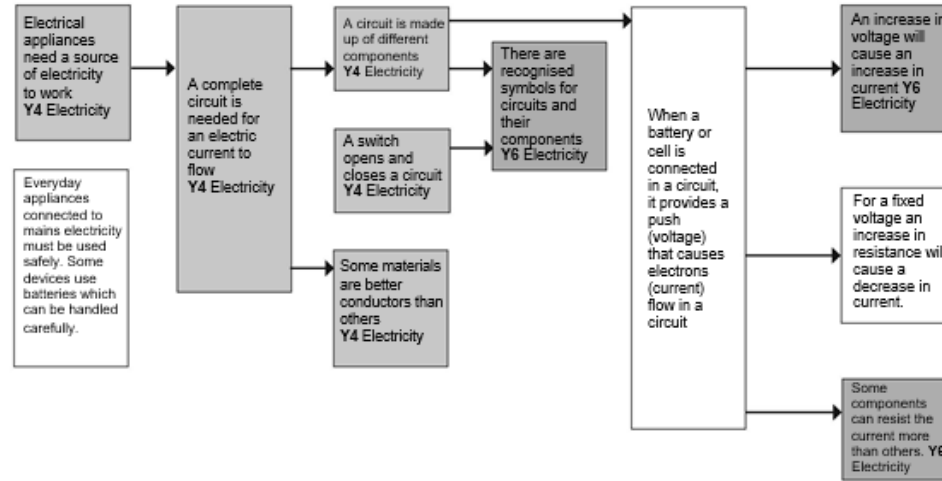 Electrical
appliances
need a source
of electricity
to work
Y4 Electricity
Everyday
appliances
connected to
mains electricity
must be used
safely. Some
devices use
batteries which
can be handled
carefully.
A complete
circuit is
needed for
an electric
current to
flow
Y4 Electricity
A circuit is made
up of different
components
Y4 Electricity
A switch
opens and
closes a circuit
Y4 Electricity
Some materials
are better
conductors than
others
Y4 Electricity
There are
recognised
symbols for
circuits and
their
components
Y6 Electricity
When a
battery or
cell is
connected
in a circuit,
it provides a
push
(voltage)
that causes
electrons
(current)
flow in a
circuit
An increase in
voltage will
cause an
increase in
current Y6
Electricity
For a fixed
voltage an
increase in
resistance will
cause a
decrease in
current.
Some
components
can resist the
current more
than others. Y6
Electricity